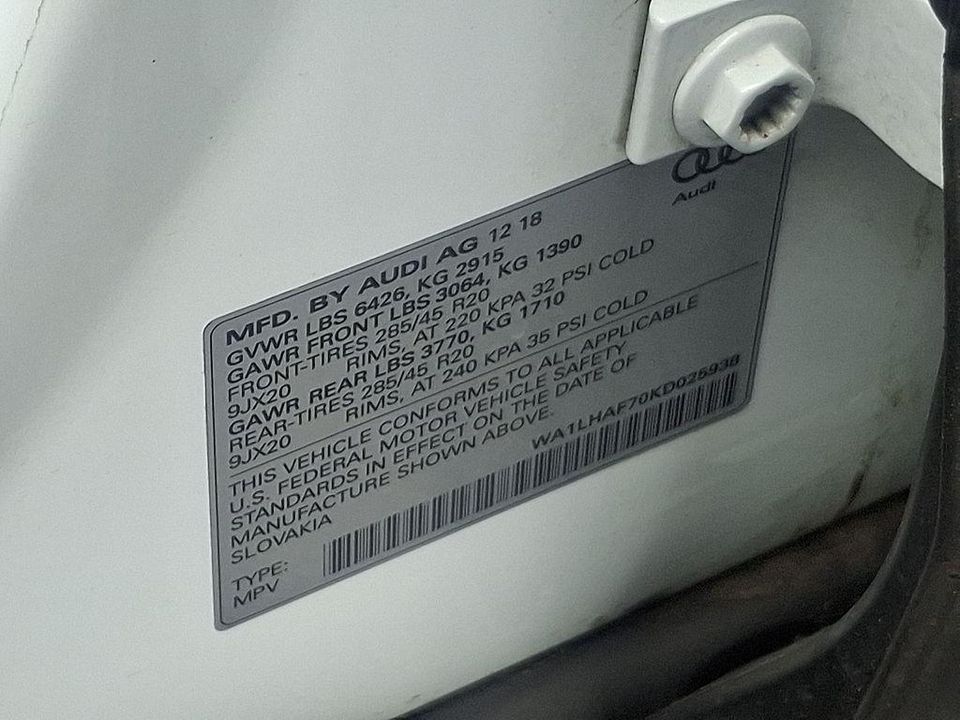 Audi
MFD. BY AUDI AG 12 18
GVWR LBS 6426, KG 2915
GAWR FRONT LBS 3064, KG 1390
FRONT-TIRES 285/45 R20
9JX20 RIMS, AT 220 KPA 32 PSI COLD
GAWR REAR LBS 3770, KG 1710
REAR-TIRES 285/45 R20
9JX20 RIMS, AT 240 KPA 35 PSI COLD
THIS VEHICLE CONFORMS TO ALL APPLICABLE
U.S. FEDERAL MOTOR VEHICLE SAFETY
STANDARDS IN EFFECT ON THE DATE OF
MANUFACTURE SHOWN ABOVE.
SLOVAKIA WA1LHAF70KD025938
TYPE:
MPV